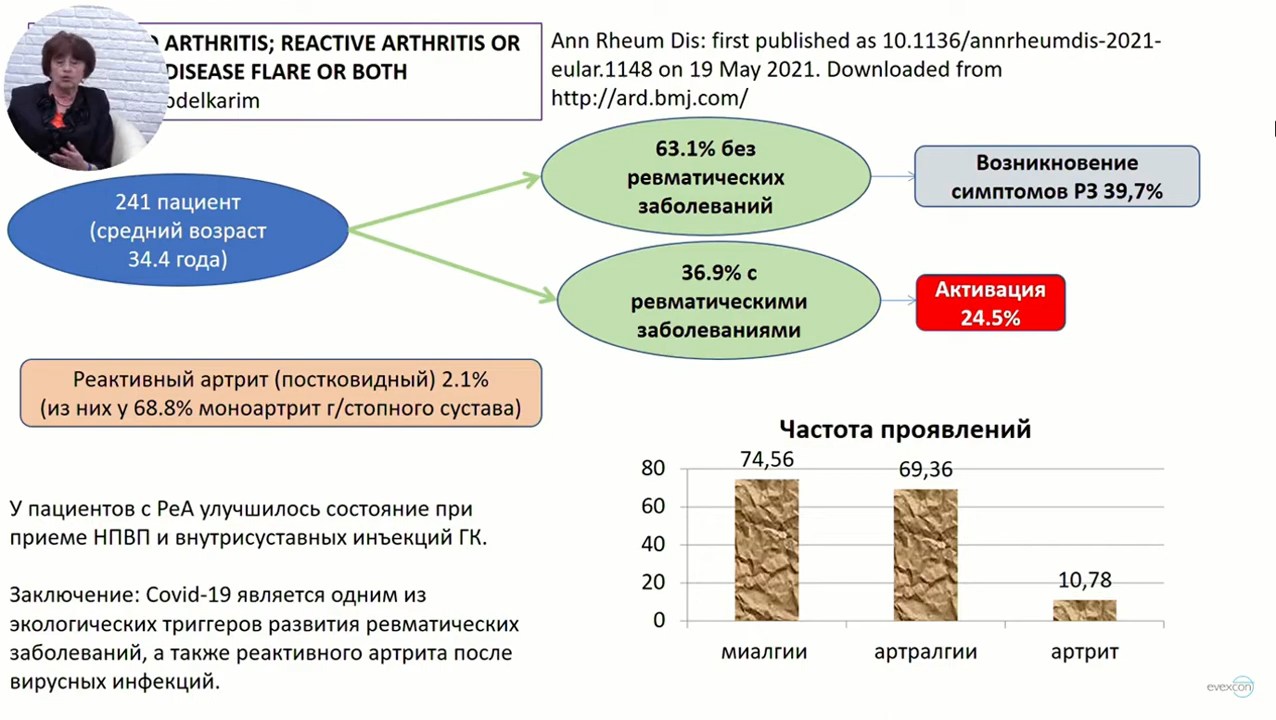 ARTHRITIS; REACTIVE ARTHRITIS OR
DISEASE FLARE OR BOTH
Ann Rheum Dis: first published as 10.1136/annrheumdis-2021-
eular.1148 on 19 May 2021. Downloaded from
http://ard.bmj.com/
241 пациент
(средний возраст
34.4 года)
63.1% без
ревматических
заболеваний
Возникновение
симптомов РЗ 39,7%
36.9% с
ревматическими
заболеваниями
Активация
24.5%
Реактивный артрит (постковидный) 2.1%
(из них у 68.8% моноартрит г/стопного сустава)
У пациентов с РеА улучшилось состояние при
приеме НПВП и внутрисуставных инъекций ГК.
Заключение: Covid-19 является одним из
экологических триггеров развития ревматических
заболеваний, а также реактивного артрита после
вирусных инфекций.
Частота проявлений
80
60
40
20
0
74,56
69,36
10,78
миалгии
артралгии
артрит
evexcon